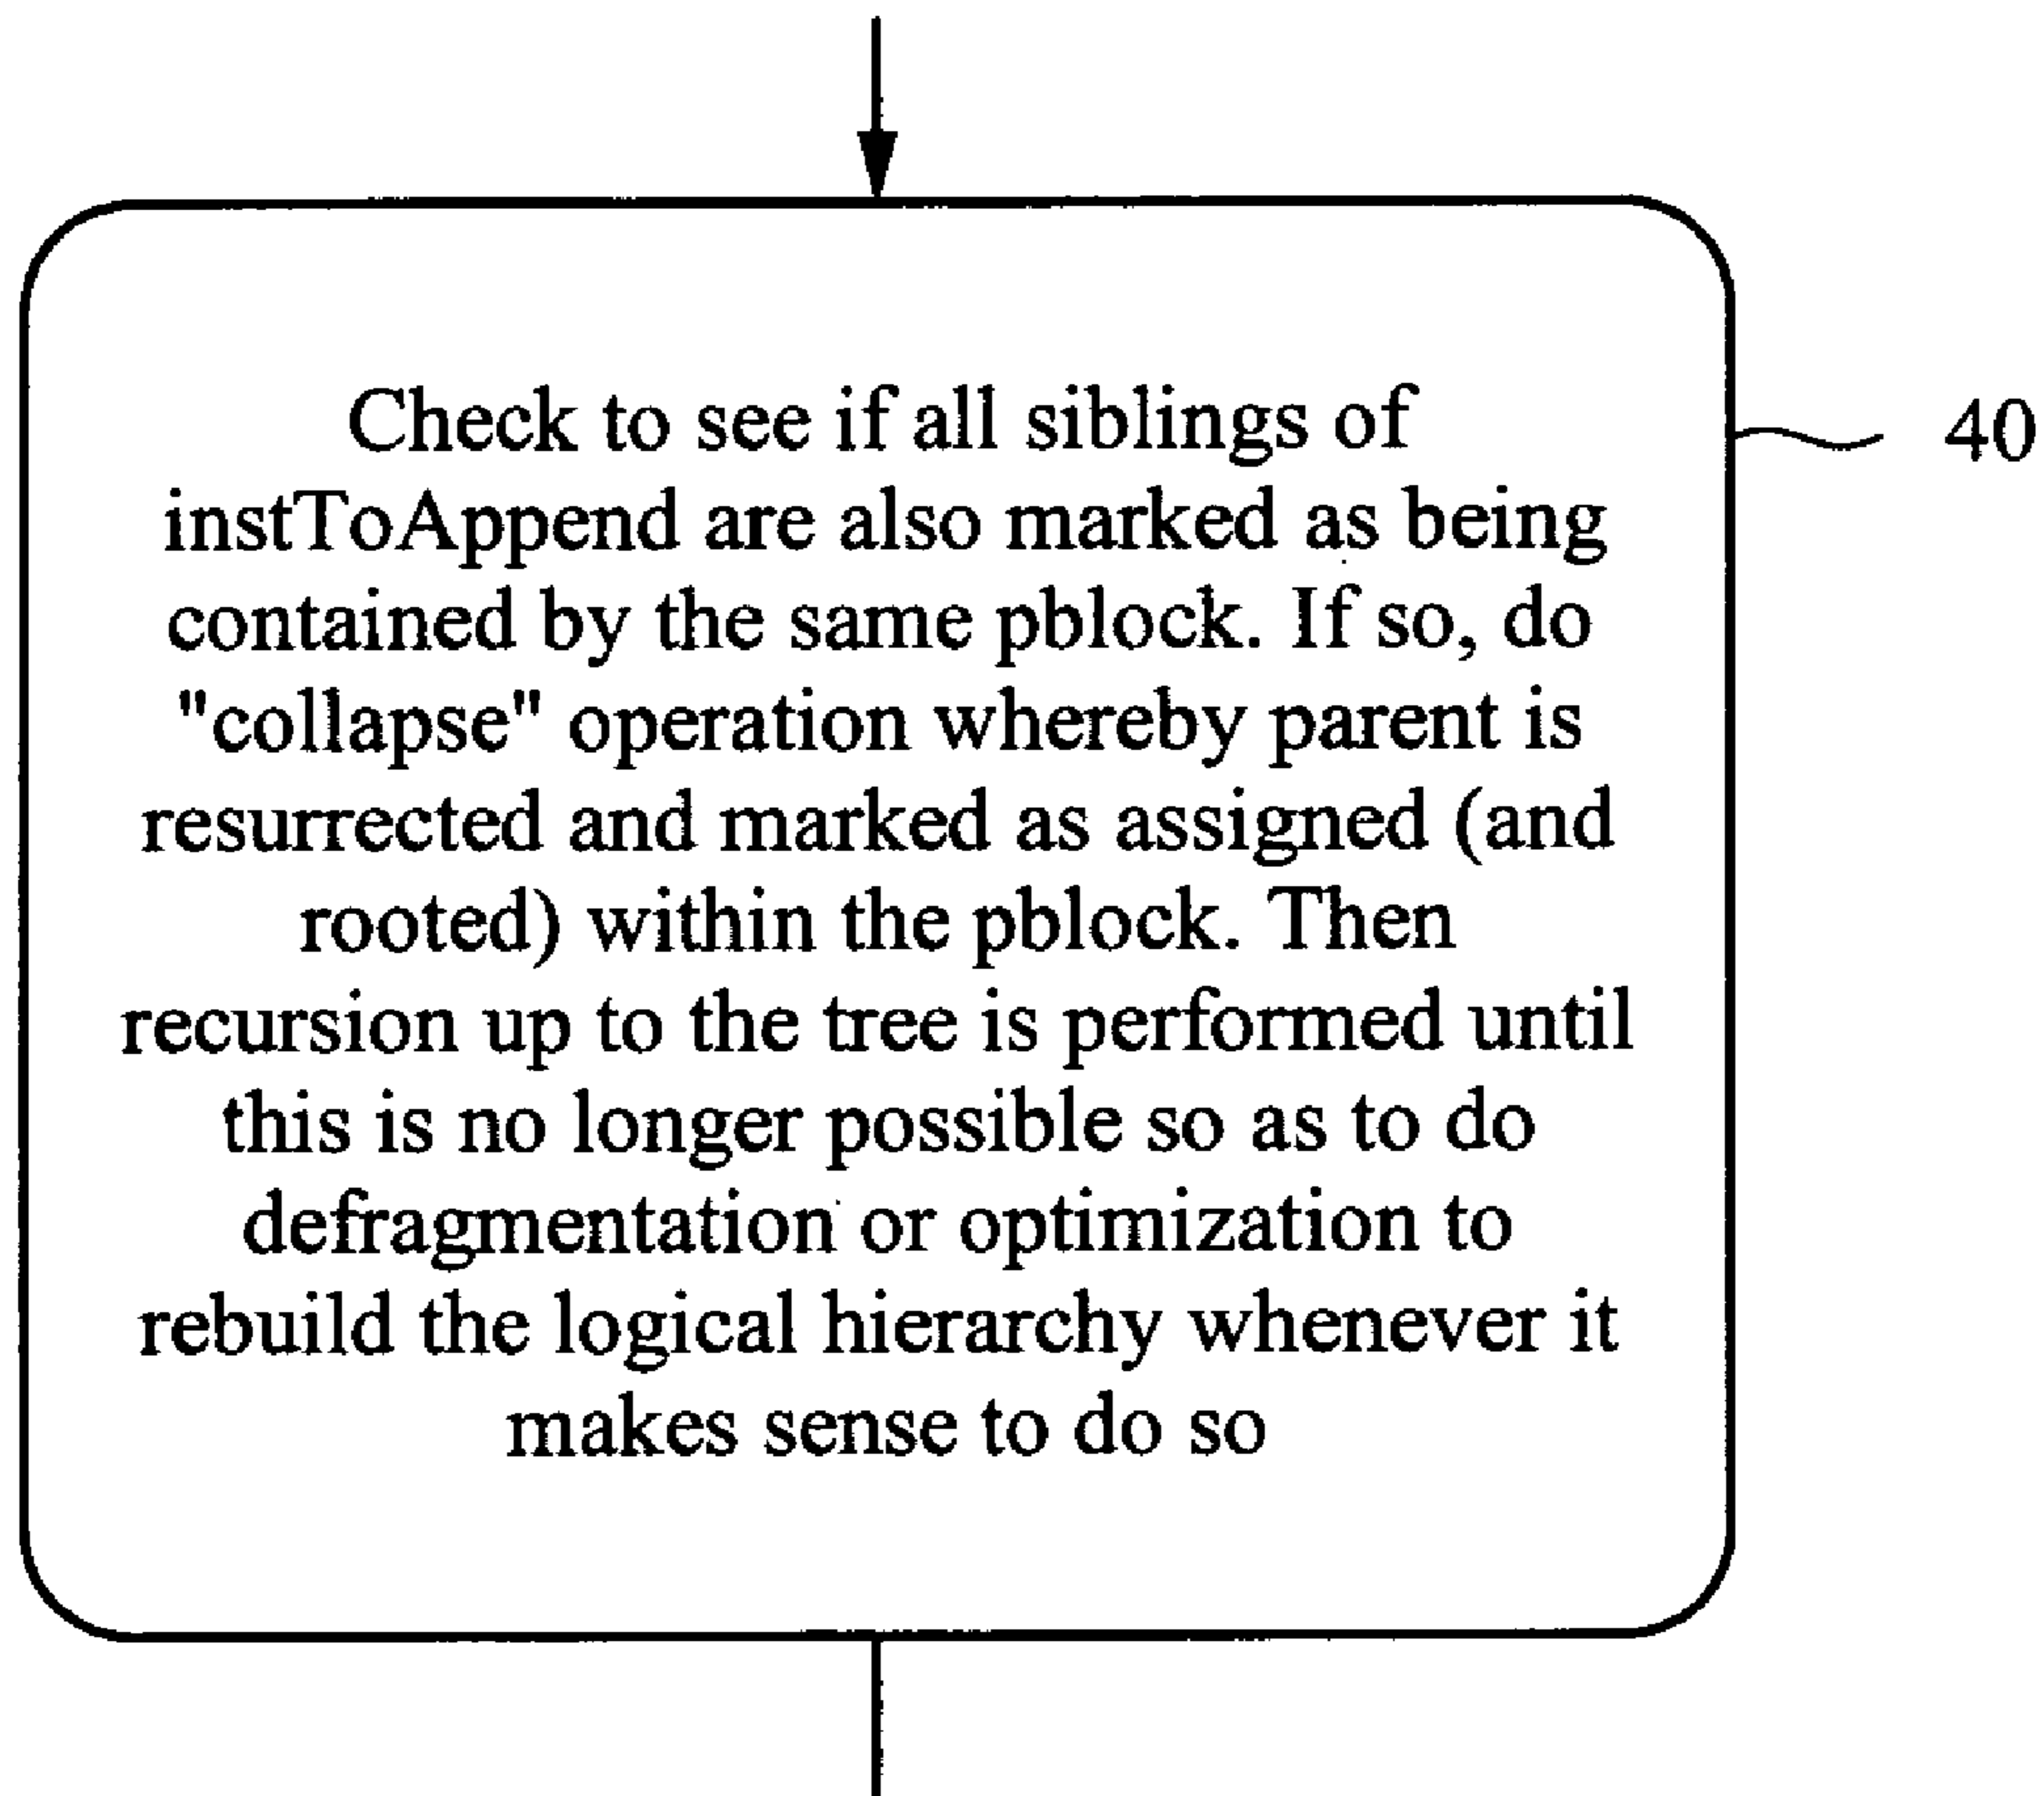 Check to see if all siblings of
instToAppend are also marked as being
contained by the same pblock. If so, do
"collapse" operation whereby parent is
resurrected and marked as assigned (and
rooted) within the pblock. Then
recursion up to the tree is performed until
this is no longer possible so as to do
defragmentation or optimization to
rebuild the logical hierarchy whenever it
makes sense to do so
40